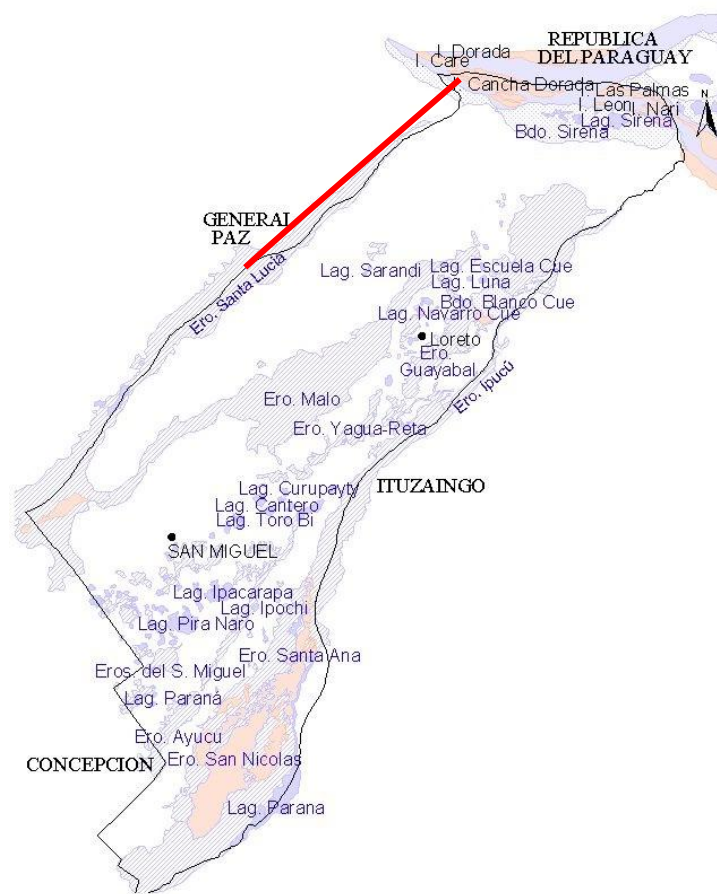 REPUBLICA
DEL PARAGUAY
I. Dorada
I. Care
I. Cancha Dorada
I. Las Palmas
I. Leon
I. Nari
Lag. Sirena
Bdo. Sirena
N
GENERAL
PAZ
Ero. Santa Lucia
Lag. Sarandi
Lag. Escuela Cue
Lag. Luna
Bdo. Blanco Cue
Lag. Navarro Cue
Loreto
Ero.
Guayabal
Ero. Ipucú
Ero. Malo
Ero. Yagua-Reta
ITUZAINGO
Lag. Curupayty
Lag. Cantero
Lag. Toro Bi
SAN MIGUEL
Lag. Ipacarapa
Lag. Ipochi
Lag. Pira Naro
Ero. Santa Ana
Eros. del S. Miguel
Lag. Paraná
Ero. Ayucu
CONCEPCION
Ero. San Nicolas
Lag. Parana